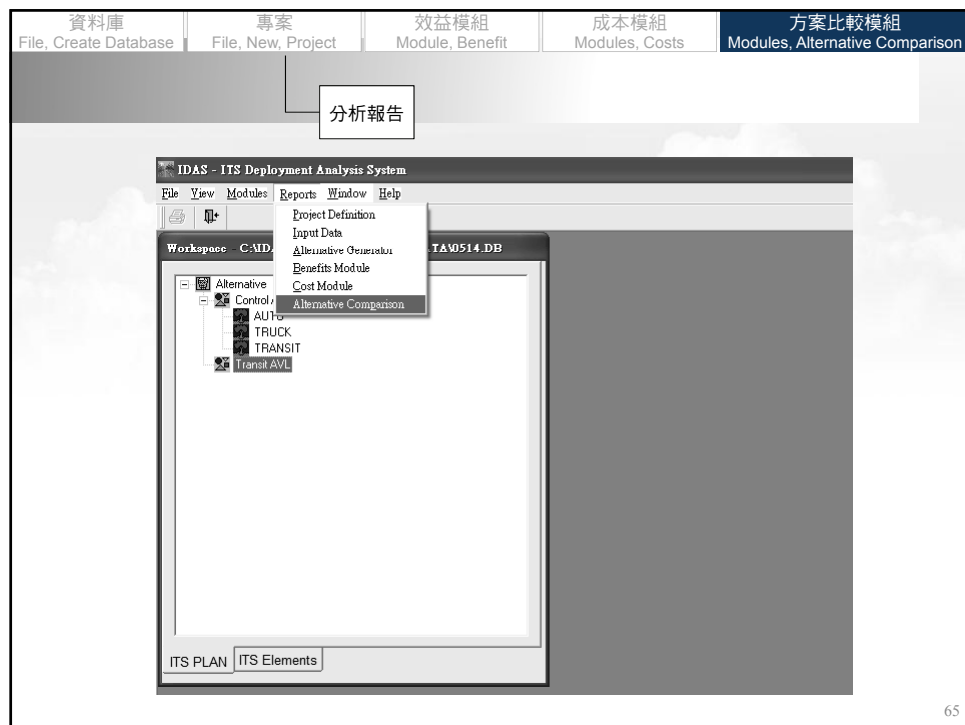 資料庫
File, Create Database
專案
File, New, Project
效益模組
Module, Benefit
成本模組
Modules, Costs
方案比較模組
Modules, Alternative Comparison
分析報告
IDAS - ITS Deployment Analysis System
File View Modules Reports Window Help
Project Definition
Input Data
Alternative Generator
Benefits Module
Cost Module
Alternative Comparison
Workspace - C:\ID TA\0514.DB
Alternative
Control
AUTO
TRUCK
TRANSIT
Transit AVL
ITS PLAN
ITS Elements
65